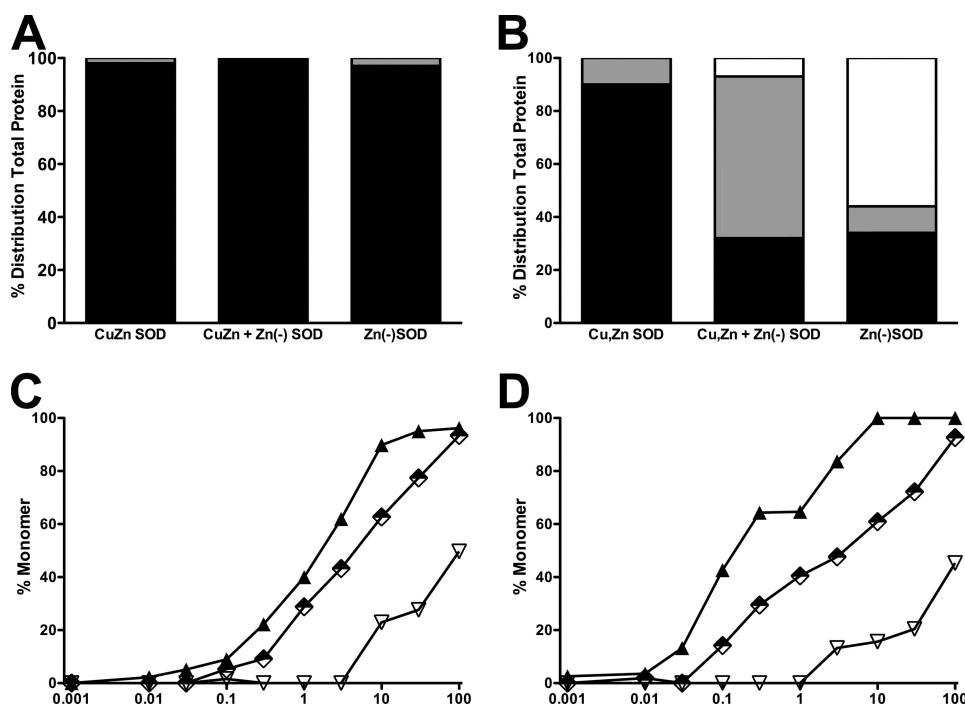 A
% Distribution Total Protein
100
80
60
40
20
0
CuZn SOD
CuZn + Zn(-) SOD
Zn(-)SOD
B
% Distribution Total Protein
100
80
60
40
20
0
Cu,Zn SOD
Cu,Zn + Zn(-) SOD
Zn(-)SOD
C
% Monomer
100
80
60
40
20
0
0.001 0.01 0.1 1 10 100
D
% Monomer
100
80
60
40
20
0
0.001 0.01 0.1 1 10 100